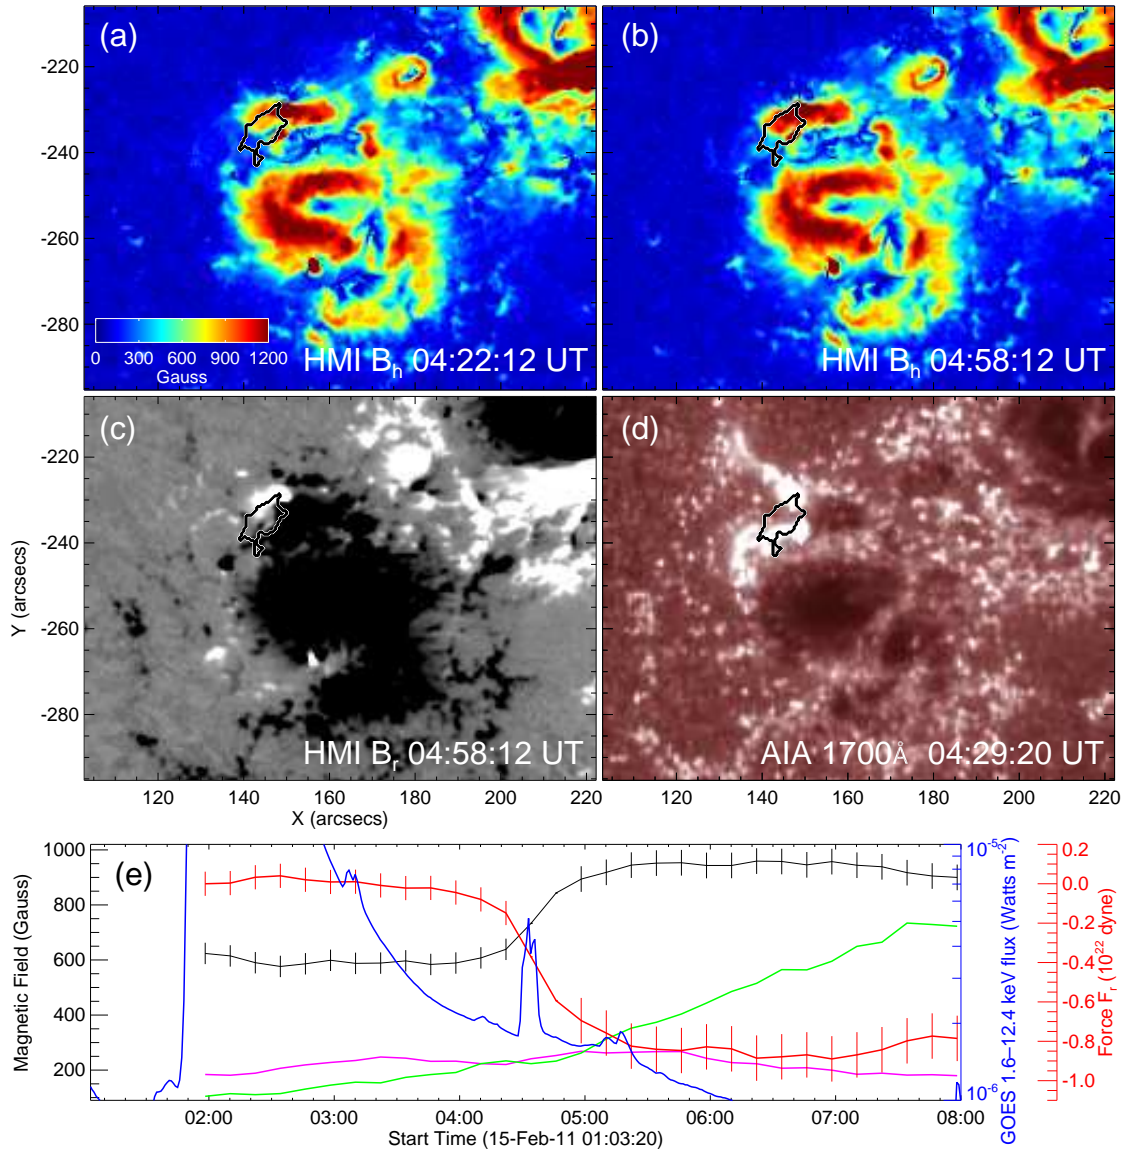 (a)
(b)
-220
-240
-260
-280
0 300 600 900 1200
Gauss
HMI B_h 04:22:12 UT
HMI B_h 04:58:12 UT
(c)
(d)
-220
-240
-260
-280
Y (arcsecs)
HMI B_r 04:58:12 UT
AIA 1700Å 04:29:20 UT
120 140 160 180 200 220
120 140 160 180 200 220
X (arcsecs)
(e)
1000
800
600
400
200
Magnetic Field (Gauss)
10^-5
10^-6
GOES 1.6–12.4 keV flux (Watts m^-2)
0.2
0.0
-0.2
-0.4
-0.6
-0.8
-1.0
Force F_r (10^22 dyne)
02:00 03:00 04:00 05:00 06:00 07:00 08:00
Start Time (15-Feb-11 01:03:20)